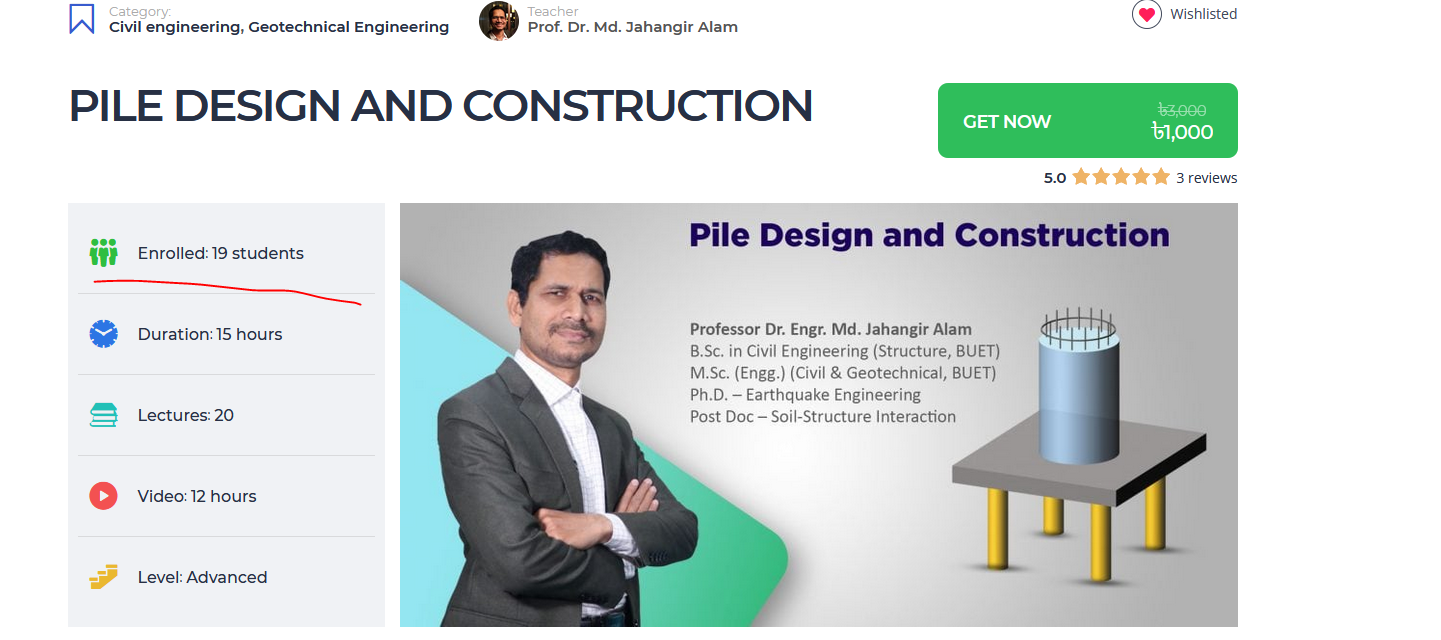 Category:
Civil engineering, Geotechnical Engineering
Teacher
Prof. Dr. Md. Jahangir Alam
Wishlisted
PILE DESIGN AND CONSTRUCTION
GET NOW
৳3,000
৳1,000
5.0
3 reviews
Enrolled: 19 students
Duration: 15 hours
Lectures: 20
Video: 12 hours
Level: Advanced
Pile Design and Construction
Professor Dr. Engr. Md. Jahangir Alam
B.Sc. in Civil Engineering (Structure, BUET)
M.Sc. (Engg.) (Civil & Geotechnical, BUET)
Ph.D. – Earthquake Engineering
Post Doc – Soil-Structure Interaction